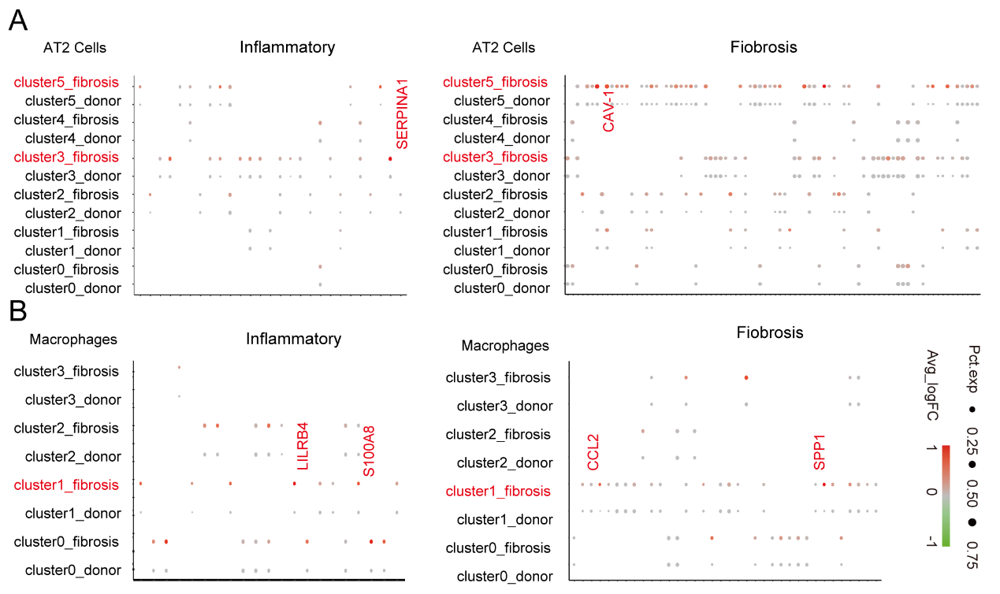 A
AT2 Cells
Inflammatory
cluster5_fibrosis
cluster5_donor
cluster4_fibrosis
cluster4_donor
cluster3_fibrosis
cluster3_donor
cluster2_fibrosis
cluster2_donor
cluster1_fibrosis
cluster1_donor
cluster0_fibrosis
cluster0_donor
SERPINA1
AT2 Cells
Fiobrosis
cluster5_fibrosis
cluster5_donor
cluster4_fibrosis
cluster4_donor
cluster3_fibrosis
cluster3_donor
cluster2_fibrosis
cluster2_donor
cluster1_fibrosis
cluster1_donor
cluster0_fibrosis
cluster0_donor
CAV-1
B
Macrophages
Inflammatory
cluster3_fibrosis
cluster3_donor
cluster2_fibrosis
cluster2_donor
cluster1_fibrosis
cluster1_donor
cluster0_fibrosis
cluster0_donor
LILRB4
S100A8
Macrophages
Fiobrosis
cluster3_fibrosis
cluster3_donor
cluster2_fibrosis
cluster2_donor
cluster1_fibrosis
cluster1_donor
cluster0_fibrosis
cluster0_donor
CCL2
SPP1
Pct.exp
0.25
0.50
0.75
Avg_logFC
1
0
-1